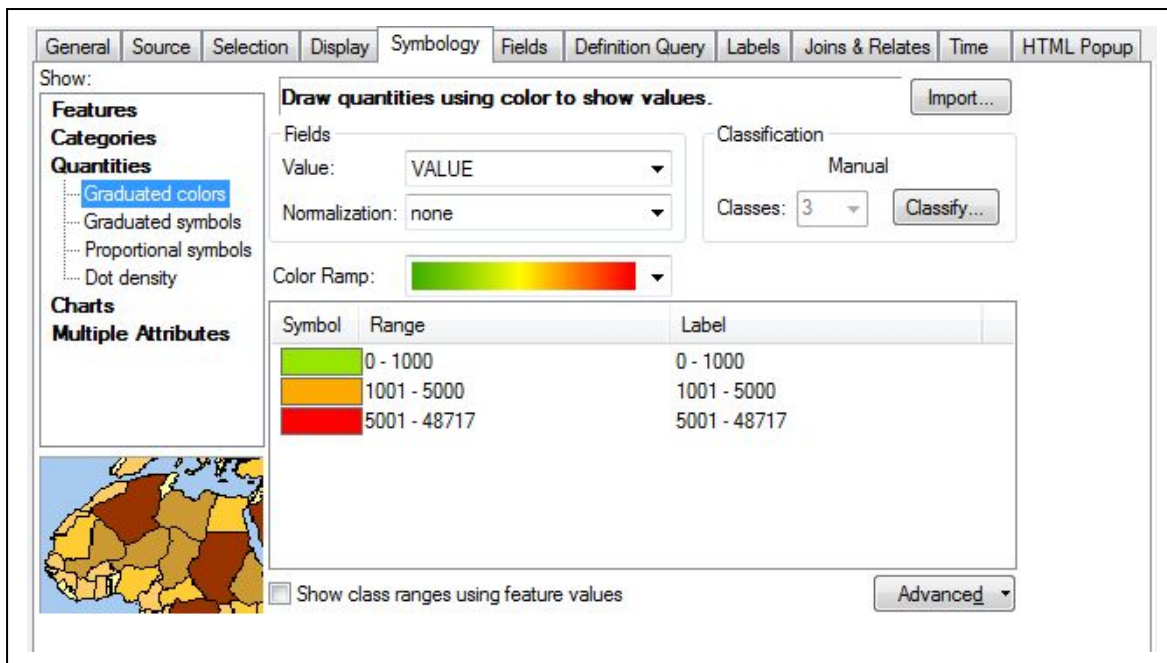 General Source Selection Display Symbology Fields Definition Query Labels Joins & Relates Time HTML Popup
Show:
Features
Categories
Quantities
Graduated colors
Graduated symbols
Proportional symbols
Dot density
Charts
Multiple Attributes
Draw quantities using color to show values.
Import...
Fields
Value: VALUE
Normalization: none
Classification
Manual
Classes: 3 Classify...
Color Ramp:
Symbol Range Label
0 - 1000 0 - 1000
1001 - 5000 1001 - 5000
5001 - 48717 5001 - 48717
Show class ranges using feature values
Advanced